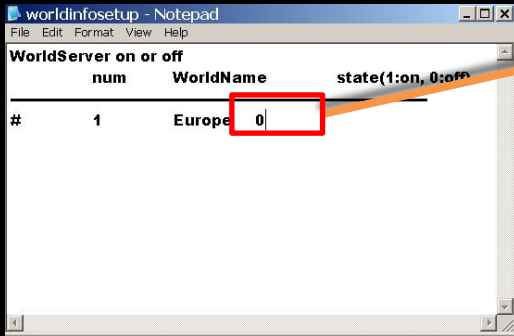 worldinfosetup - Notepad
File Edit Format View Help
WorldServer on or off
num WorldName state(1:on, 0:off)
# 1 Europe 0